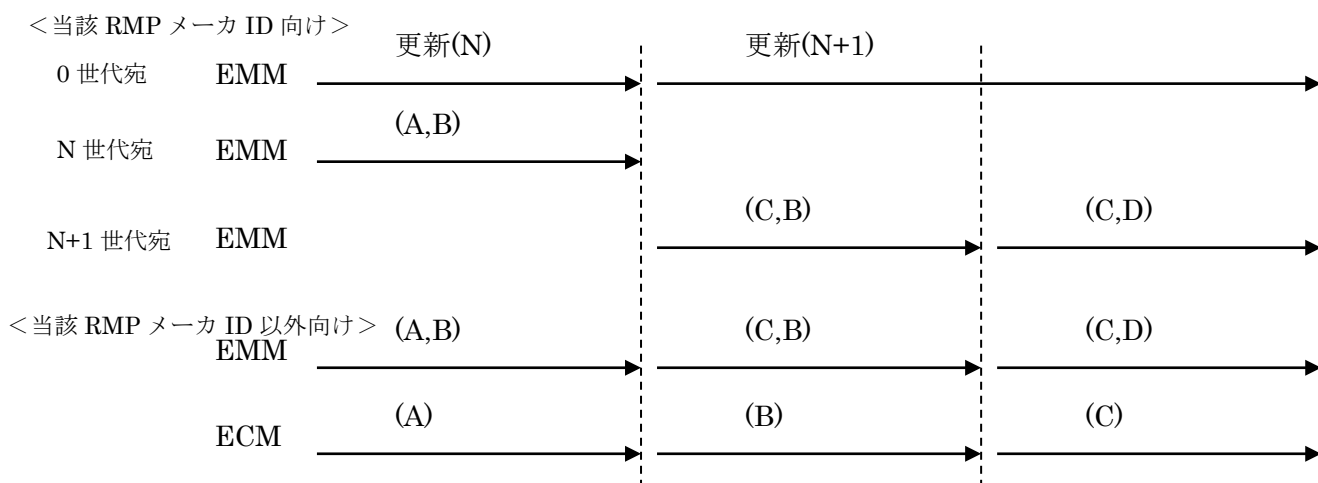 ＜当該 RMP メーカ ID 向け＞
更新(N) 更新(N+1)
0 世代宛 EMM
(A,B)
N 世代宛 EMM
(C,B) (C,D)
N+1 世代宛 EMM
＜当該 RMP メーカ ID 以外向け＞ (A,B) (C,B) (C,D)
EMM
(A) (B) (C)
ECM